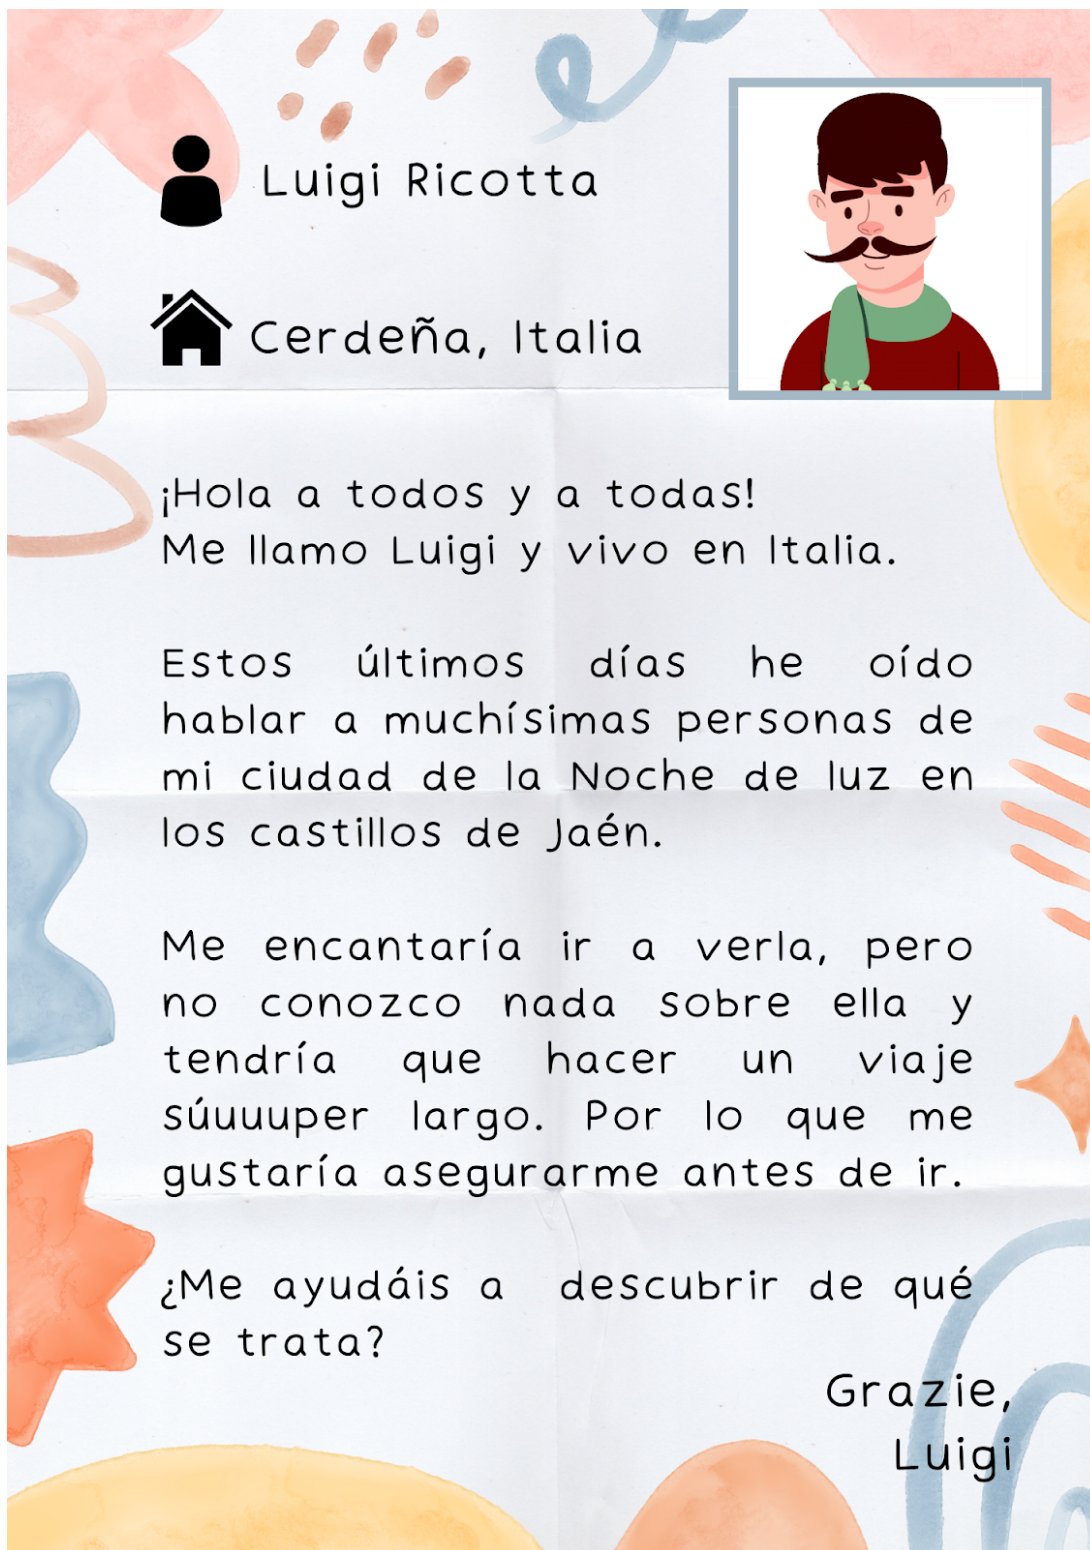 Luigi Ricotta
Cerdeña, Italia
¡Hola a todos y a todas!
Me llamo Luigi y vivo en Italia.
Estos últimos días he oído
hablar a muchísimas personas de
mi ciudad de la Noche de luz en
los castillos de Jaén.
Me encantaría ir a verla, pero
no conozco nada sobre ella y
tendría que hacer un viaje
súuuuper largo. Por lo que me
gustaría asegurarme antes de ir.
¿Me ayudáis a descubrir de qué
se trata?
Grazie,
Luigi